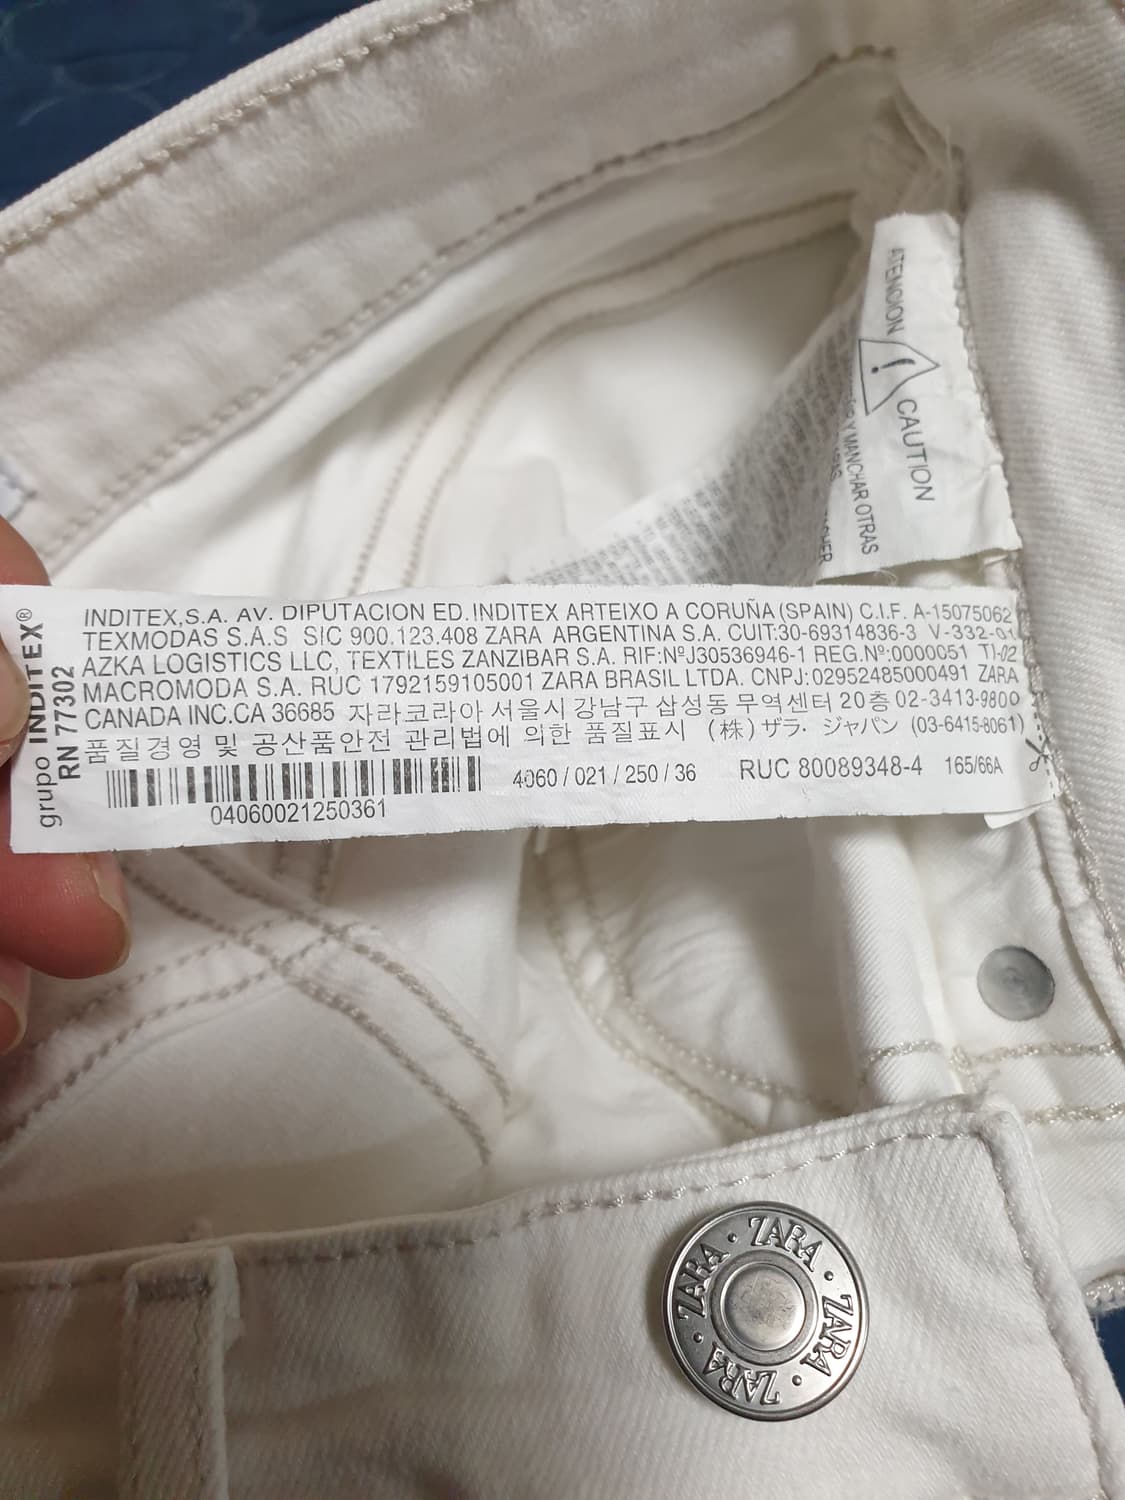 ATENCION
CAUTION
Y MANCHAR OTRAS
grupo INDITEX®
RN 77302
INDITEX,S.A. AV. DIPUTACION ED.INDITEX ARTEIXO A CORUÑA (SPAIN) C.I.F. A-15075062
TEXMODAS S.A.S SIC 900.123.408 ZARA ARGENTINA S.A. CUIT:30-69314836-3 V-332-01
AZKA LOGISTICS LLC, TEXTILES ZANZIBAR S.A. RIF:NºJ30536946-1 REG.Nº:0000051 TI-02
MACROMODA S.A. RUC 1792159105001 ZARA BRASIL LTDA. CNPJ:02952485000491 ZARA
CANADA INC.CA 36685 자라코리아 서울시 강남구 삼성동 무역센터 20층 02-3413-9800
품질경영 및 공산품안전 관리법에 의한 품질표시 (株)ザラ・ジャパン (03-6415-8061)
4060 / 021 / 250 / 36 RUC 80089348-4 165/66A
04060021250361
ZARA · ZARA · ZARA · ZARA · ZARA ·